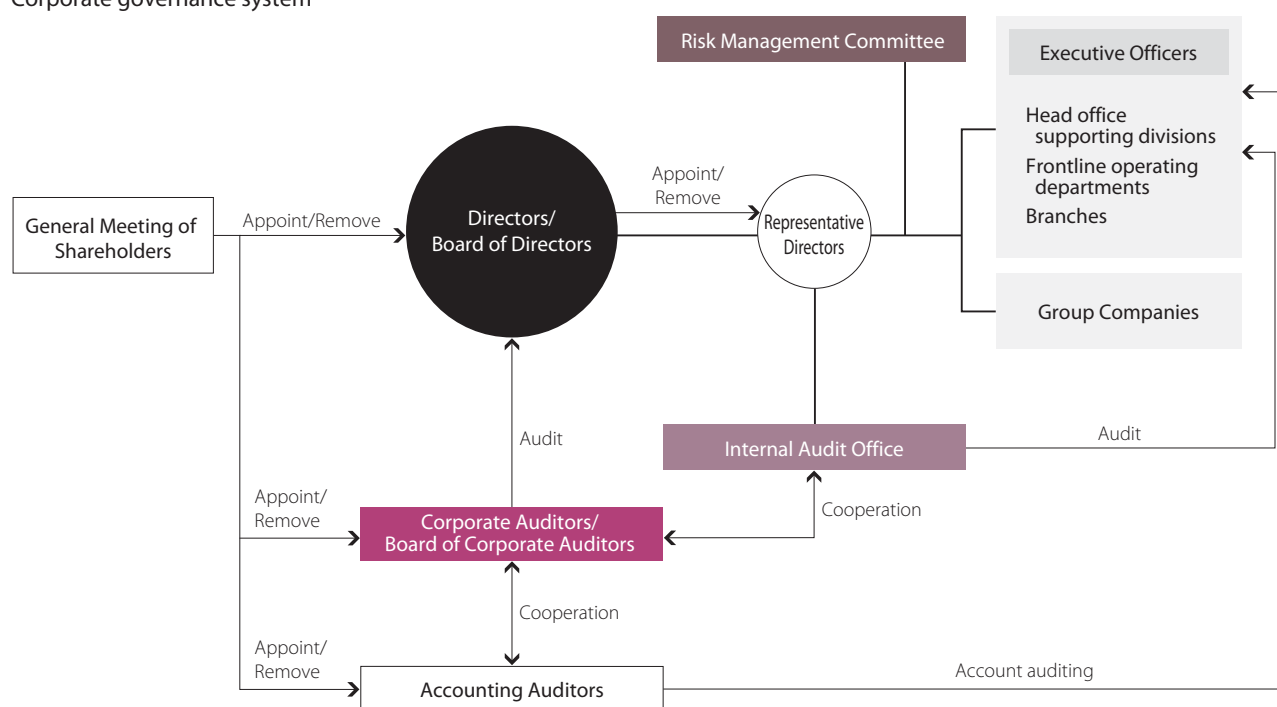 Corporate governance system
Risk Management Committee
Executive Officers
Head office
supporting divisions
Frontline operating
departments
Branches
Group Companies
General Meeting of
Shareholders
Appoint/Remove
Directors/
Board of Directors
Appoint/
Remove
Representative
Directors
Audit
Internal Audit Office
Audit
Cooperation
Appoint/
Remove
Corporate Auditors/
Board of Corporate Auditors
Cooperation
Appoint/
Remove
Accounting Auditors
Account auditing